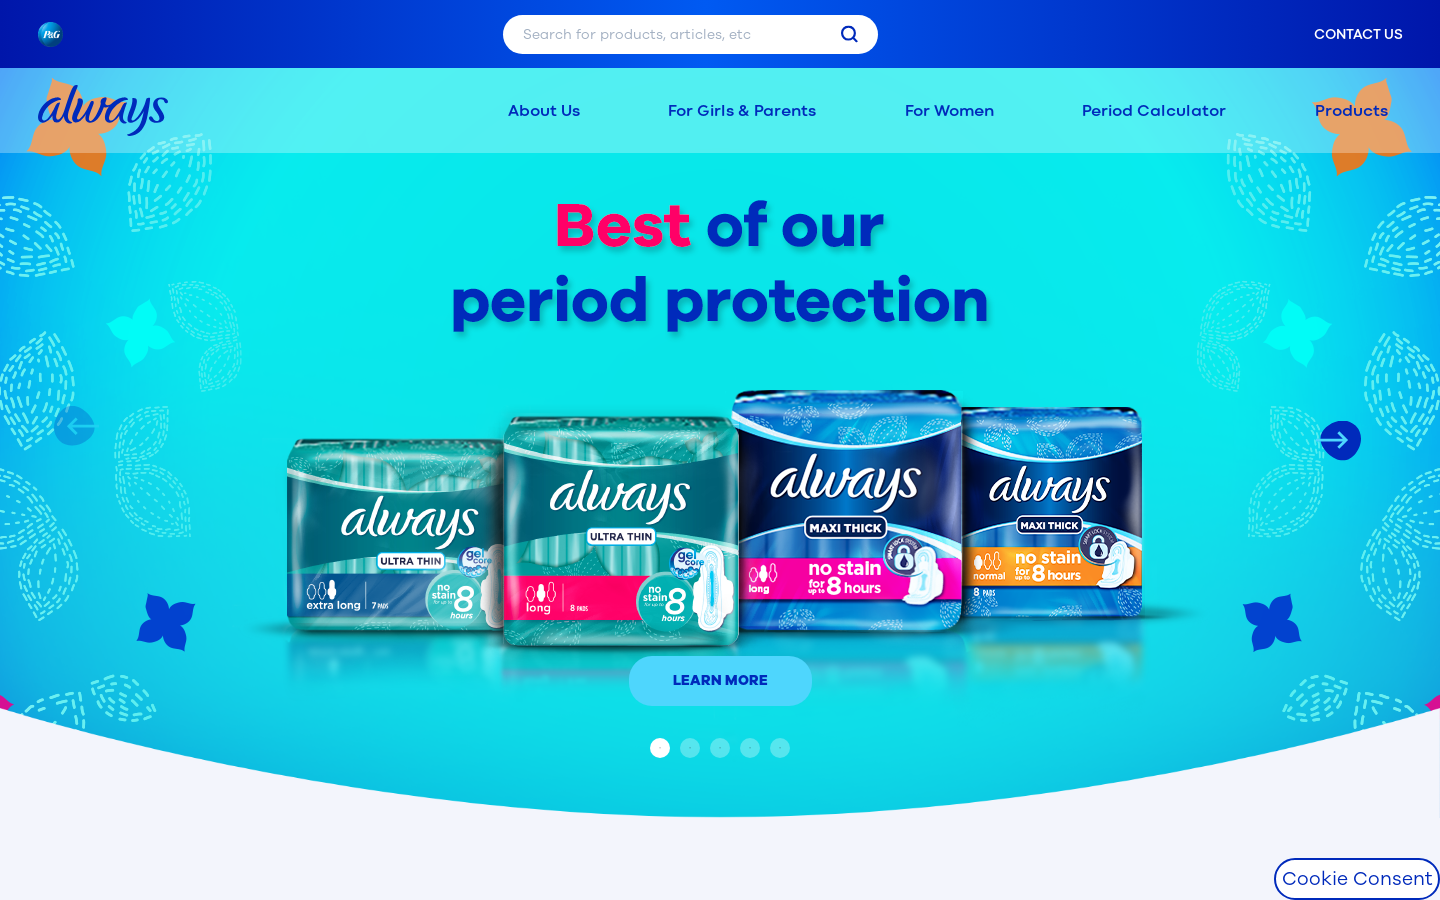 P&G
Search for products, articles, etc
CONTACT US
always
About Us
For Girls & Parents
For Women
Period Calculator
Products
Best of our
period protection
always
ULTRA THIN
gel
core
extra long
7 PADS
no
stain
for up to
8
hours
always
ULTRA THIN
gel
core
long
8 PADS
no
stain
for up to
8
hours
always
MAXI THICK
SMART LOCK SYSTEM
long
no stain
for
up to
8 hours
always
MAXI THICK
normal
8 PADS
no stain
for
up to
8 hours
LEARN MORE
Cookie Consent